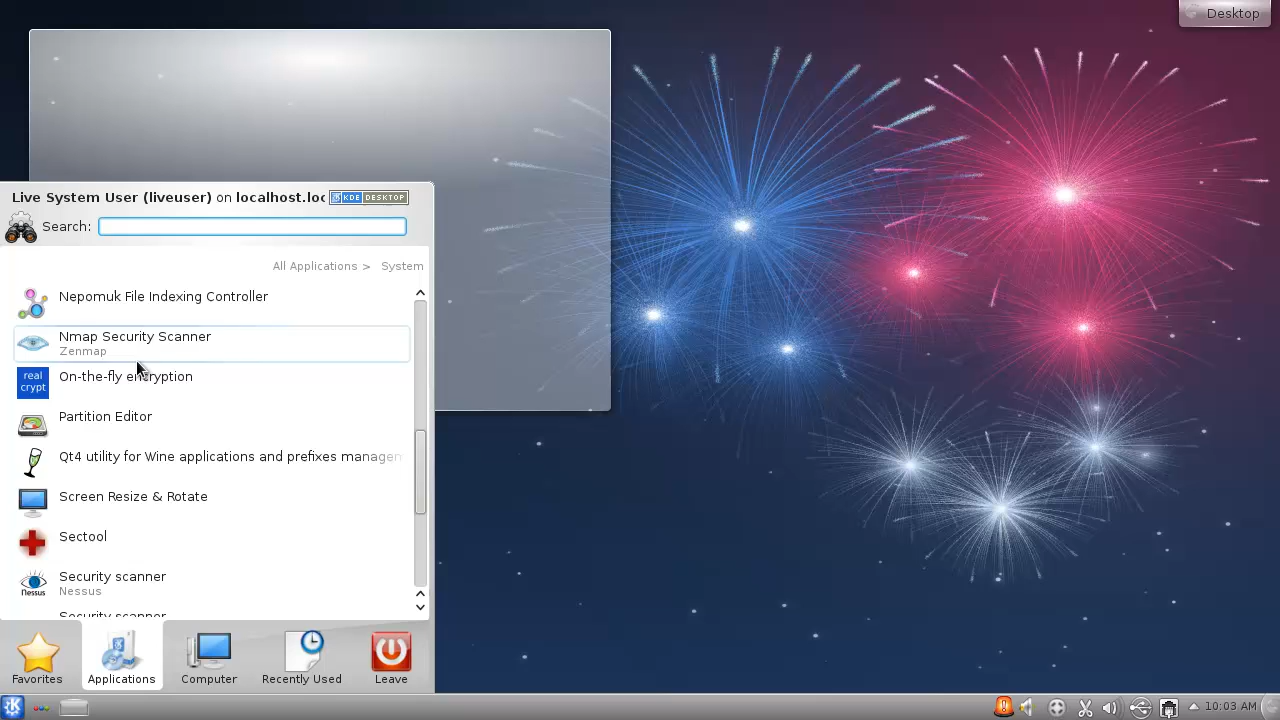 Desktop
Live System User (liveuser) on localhost.loc KDE DESKTOP
Search:
All Applications > System
Nepomuk File Indexing Controller
Nmap Security Scanner
Zenmap
real crypt
On-the-fly encryption
Partition Editor
Qt4 utility for Wine applications and prefixes managem
Screen Resize & Rotate
Sectool
Security scanner
Nessus
Nessus
Security scanner
Favorites
Applications
Computer
Recently Used
Leave
10:03 AM